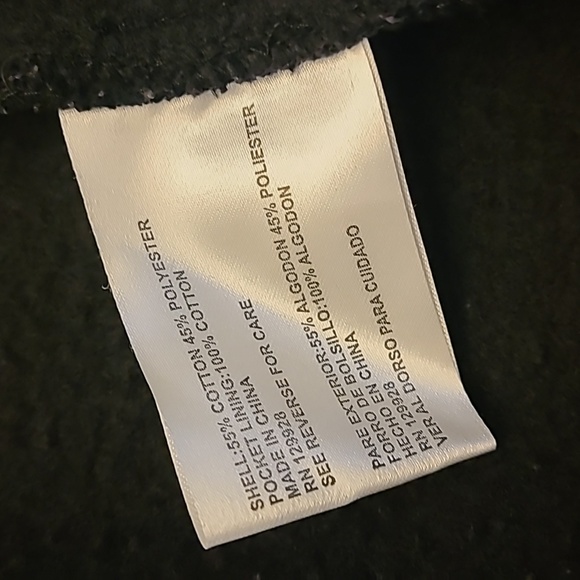 SHELL:55% COTTON 45% POLYESTER
POCKET LINING:100% COTTON
MADE IN CHINA
RN 129928
SEE REVERSE FOR CARE
PARE EXTERIOR:55% ALGODON 45% POLIESTER
FORRO DE BOLSILLO:100% ALGODON
HECHO EN CHINA
RN 129928
VER AL DORSO PARA CUIDADO